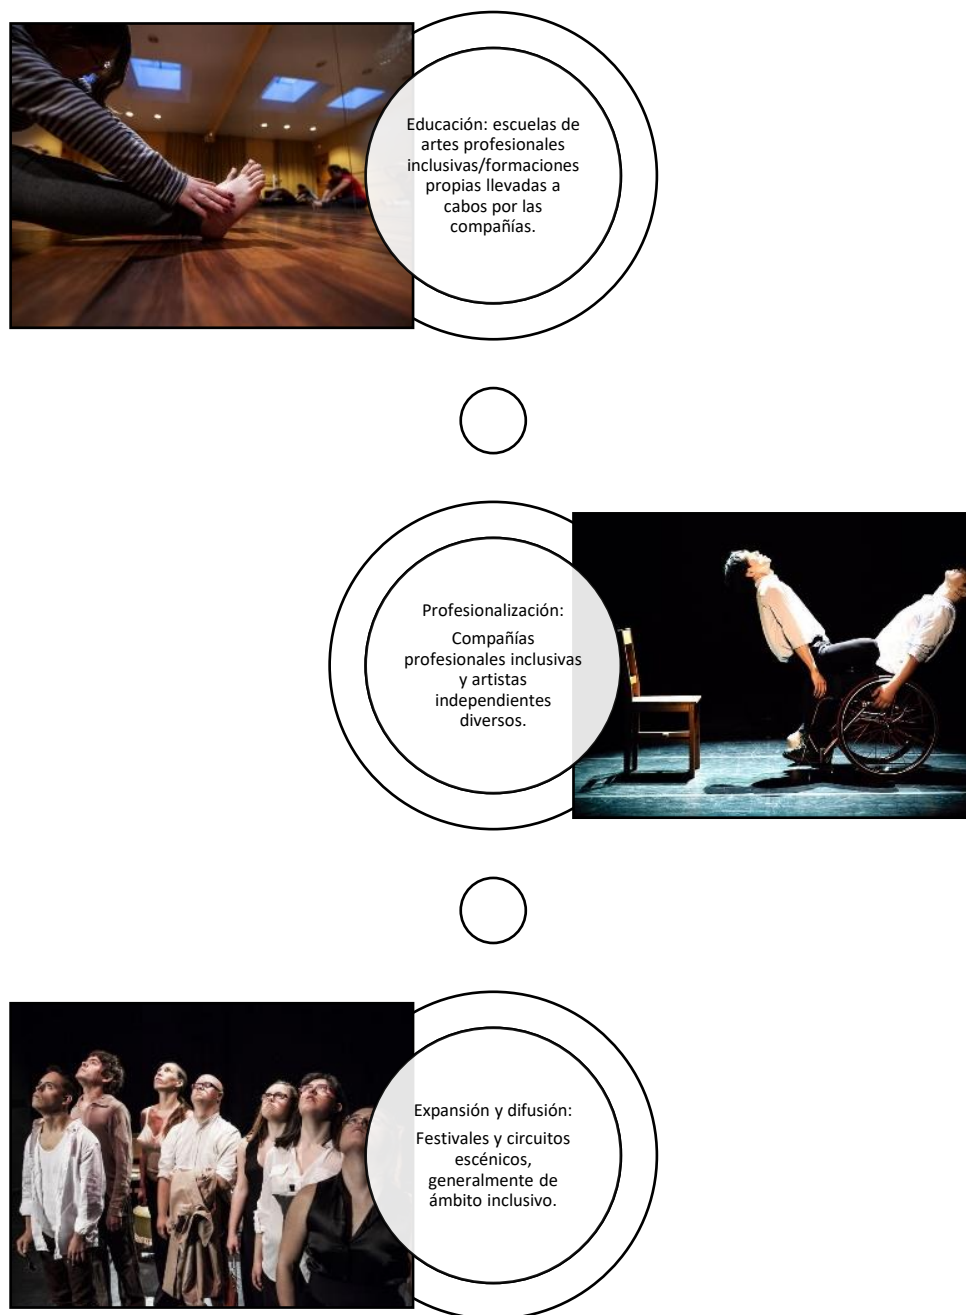 Educación: escuelas de
artes profesionales
inclusivas/formaciones
propias llevadas a
cabos por las
compañías.
Profesionalización:
Compañías
profesionales inclusivas
y artistas
independientes
diversos.
Expansión y difusión:
Festivales y circuitos
escénicos,
generalmente de
ámbito inclusivo.